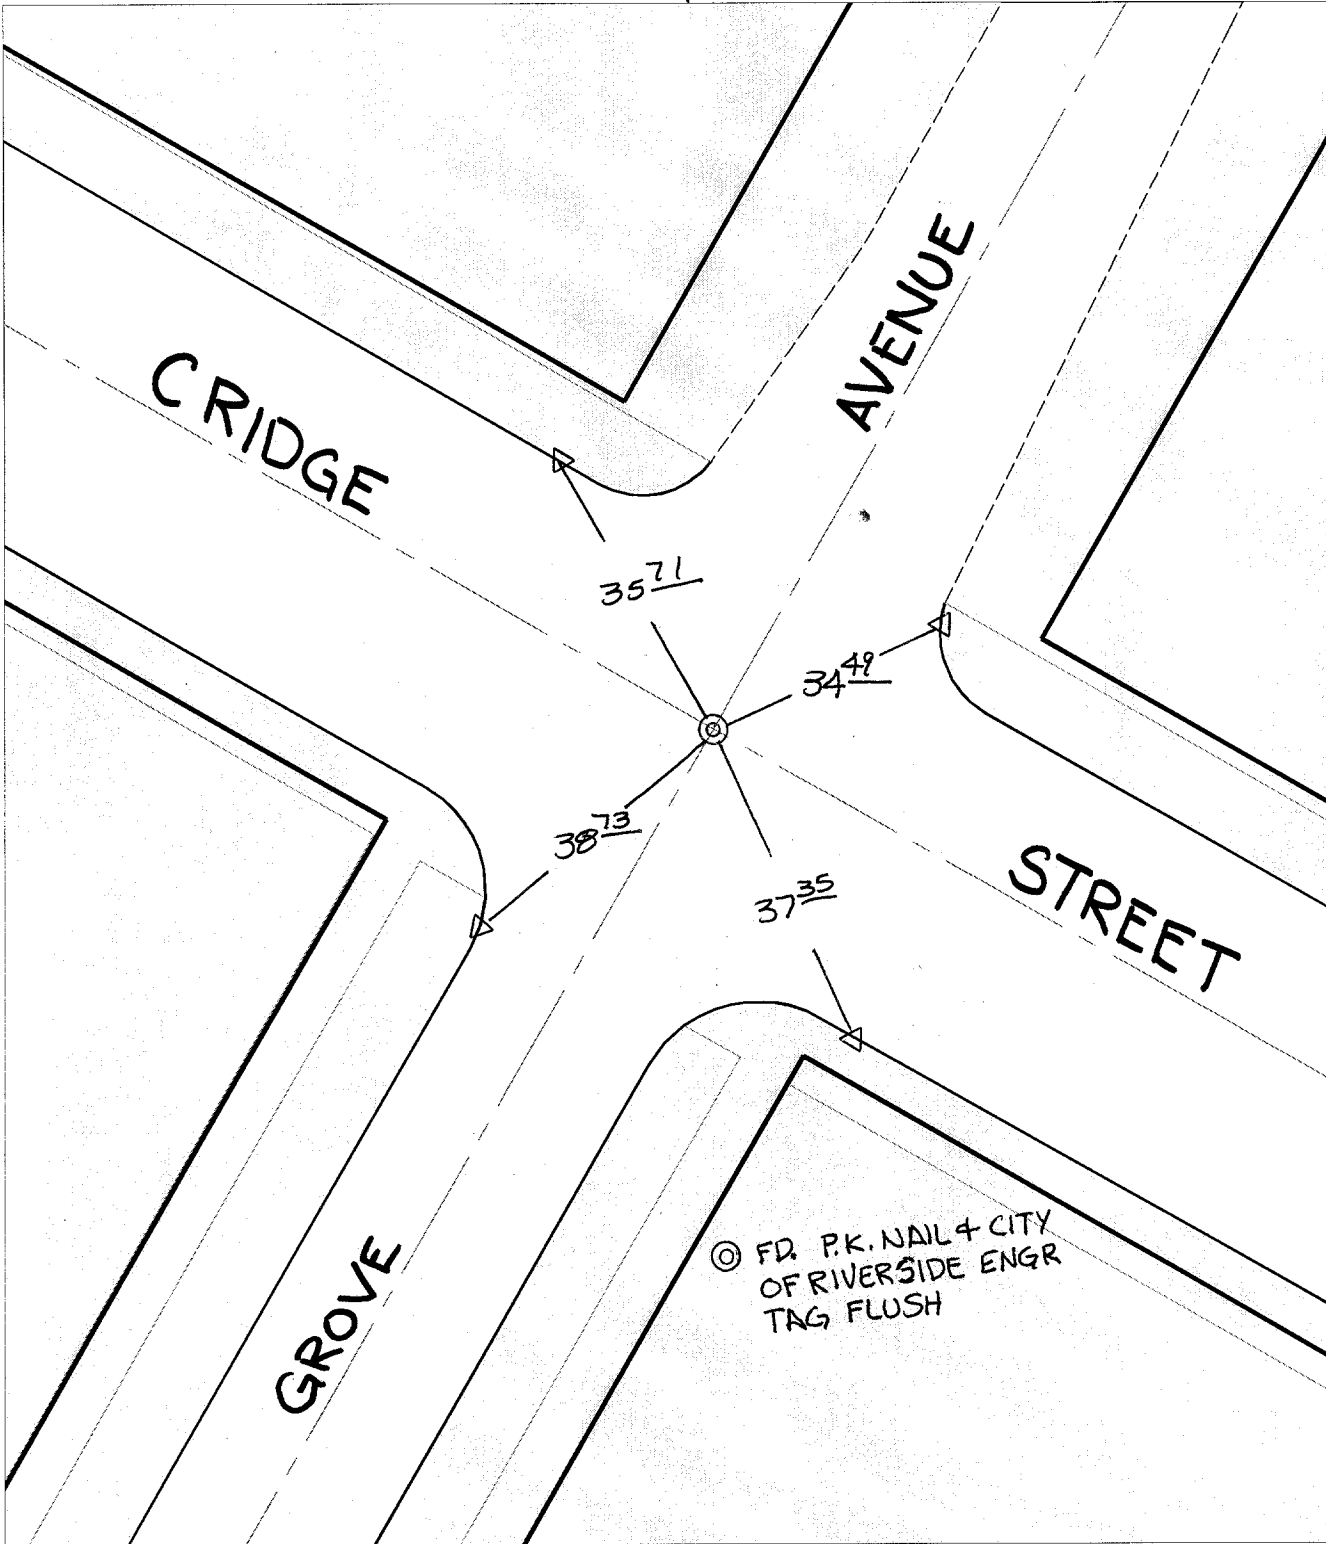 AVENUE
CRIDGE
35 71
34 49
38 73
37 35
STREET
GROVE
FD. P.K. NAIL & CITY
OF RIVERSIDE ENGR
TAG FLUSH